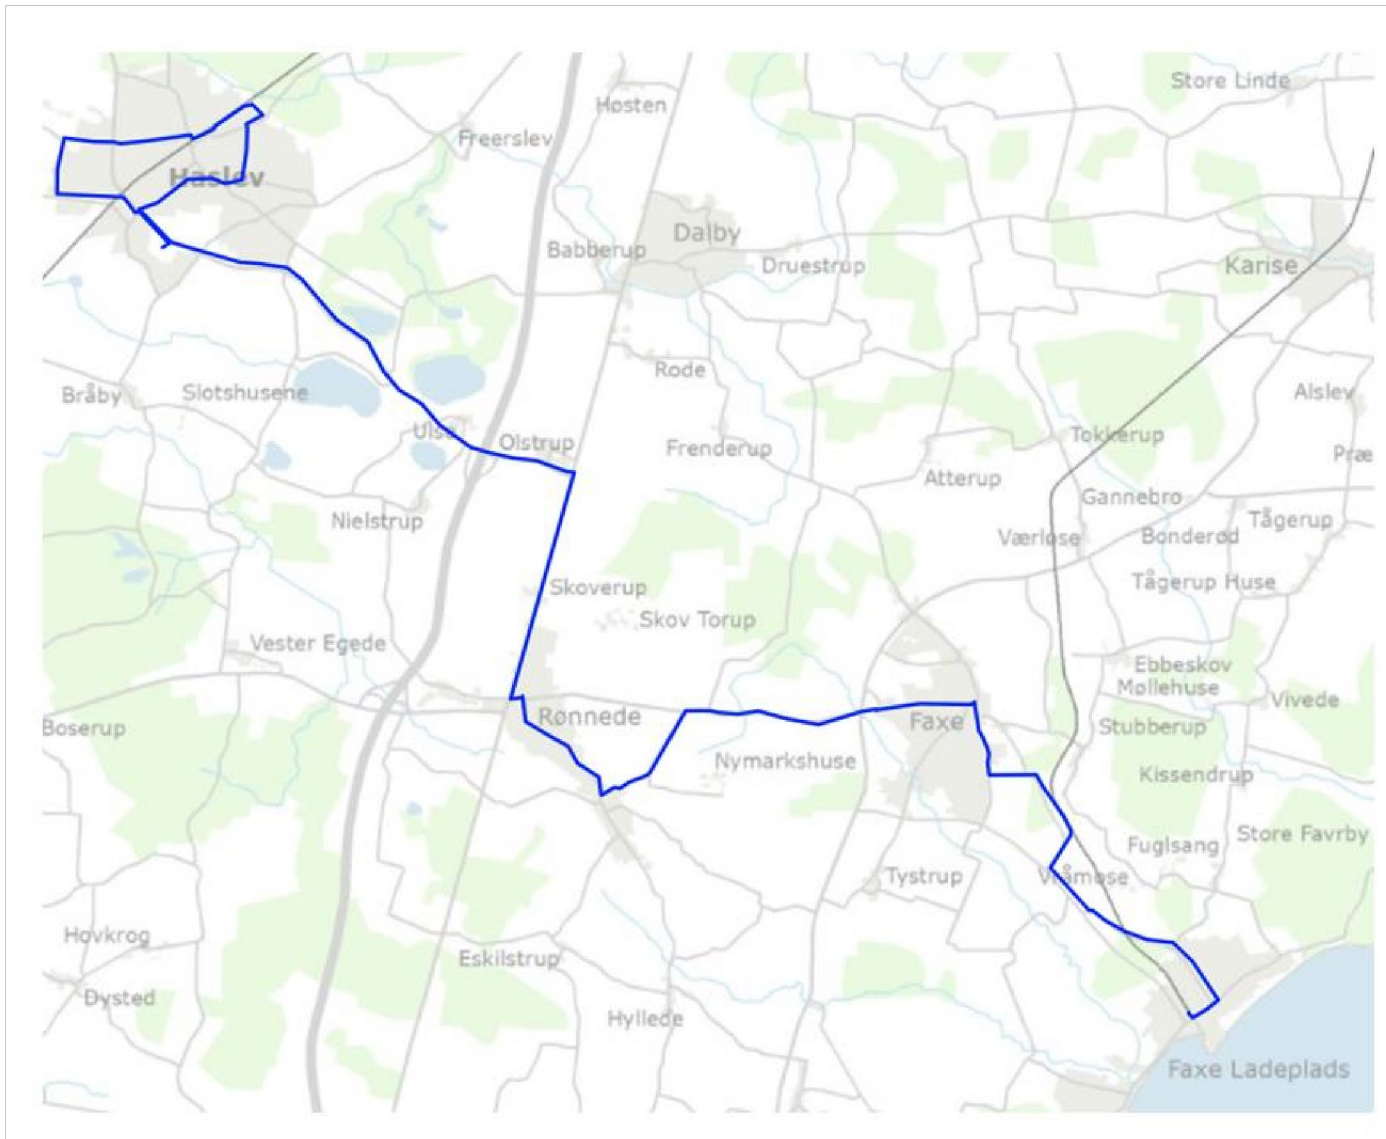 Store Linde
Høsten
Freerslev
Haslev
Dalby
Babberup
Druestrup
Karise
Rode
Bråby
Slotshusene
Alslev
Ulse
Olstrup
Frenderup
Tokkerup
Præ
Atterup
Gannebro
Nielstrup
Værløse
Bonderød
Tågerup
Skoverup
Tågerup Huse
Skov Torup
Vester Egede
Ebbeskov
Møllehuse
Vivede
Boserup
Rønnede
Faxe
Stubberup
Nymarkshuse
Kissendrup
Fuglsang
Store Favrby
Tystrup
Vråmose
Hovkrog
Eskilstrup
Dysted
Hyllede
Faxe Ladeplads